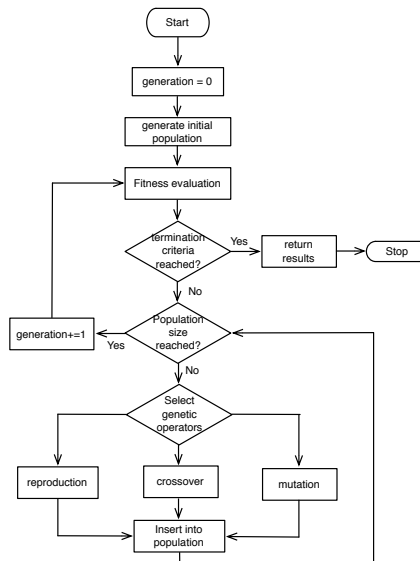 Start
generation = 0
generate initial
population
Fitness evaluation
termination
criteria
reached?
Yes
return
results
Stop
No
Population
size
reached?
Yes
generation+=1
No
Select
genetic
operators
reproduction
crossover
mutation
Insert into
population